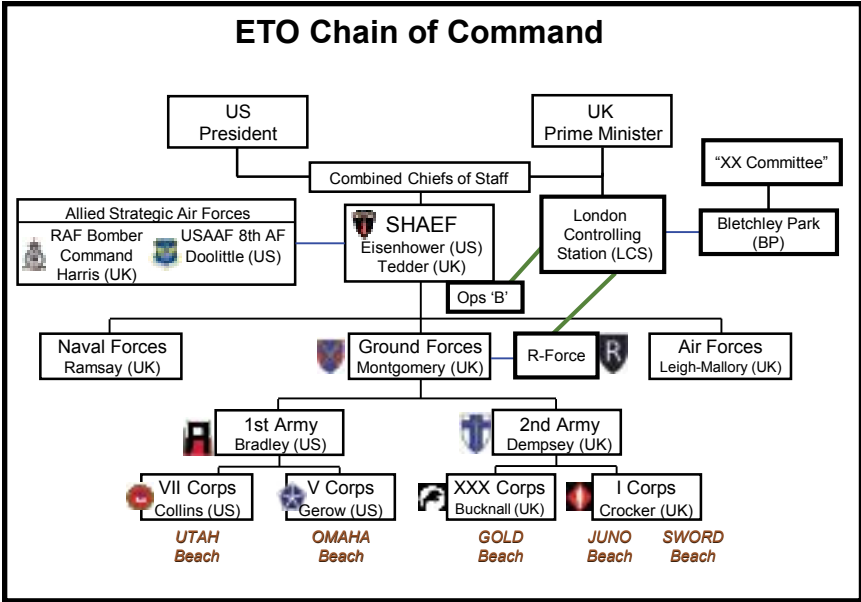 ETO Chain of Command
US
President
UK
Prime Minister
"XX Committee"
Combined Chiefs of Staff
Allied Strategic Air Forces
RAF Bomber
Command
Harris (UK)
USAAF 8th AF
Doolittle (US)
SHAEF
Eisenhower (US)
Tedder (UK)
London
Controlling
Station (LCS)
Bletchley Park
(BP)
Ops 'B'
Naval Forces
Ramsay (UK)
Ground Forces
Montgomery (UK)
R-Force
R
Air Forces
Leigh-Mallory (UK)
1st Army
Bradley (US)
2nd Army
Dempsey (UK)
VII Corps
Collins (US)
V Corps
Gerow (US)
XXX Corps
Bucknall (UK)
I Corps
Crocker (UK)
UTAH
Beach
OMAHA
Beach
GOLD
Beach
JUNO
Beach
SWORD
Beach